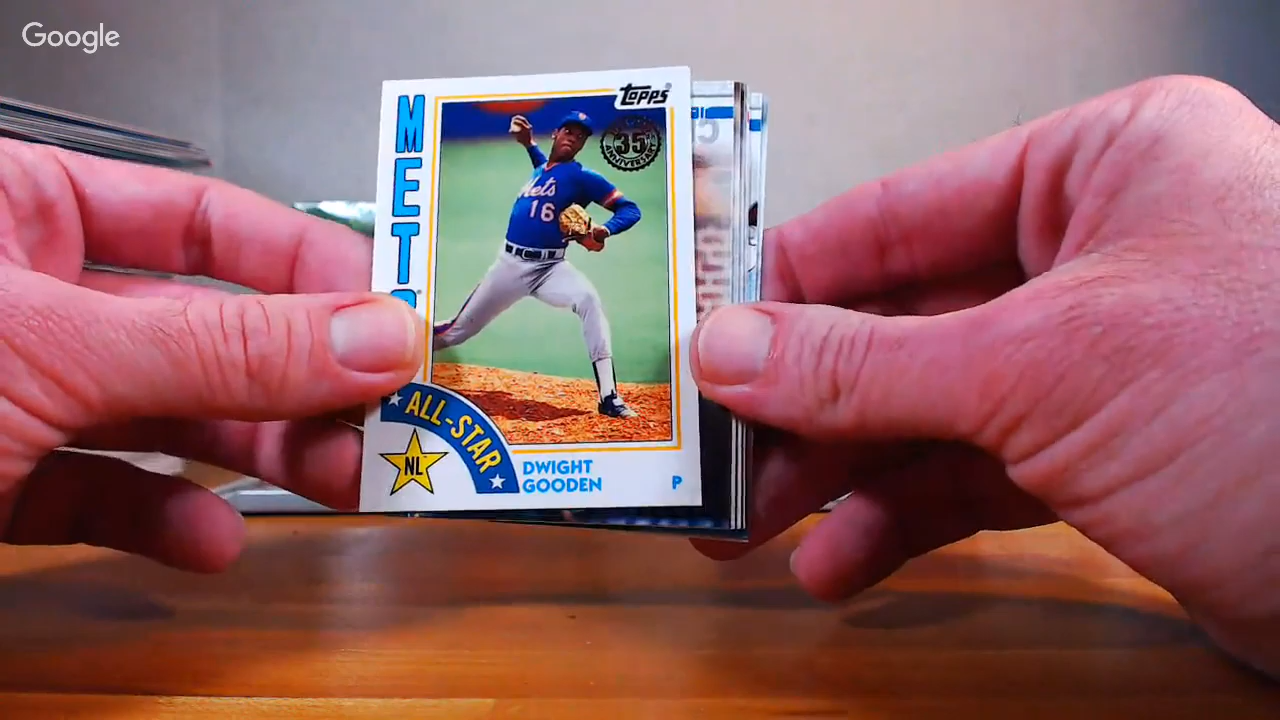 Google
METS
TOPPS
35TH
ANNIVERSARY
Mets
16
ALL-STAR
NL
DWIGHT
GOODEN
P